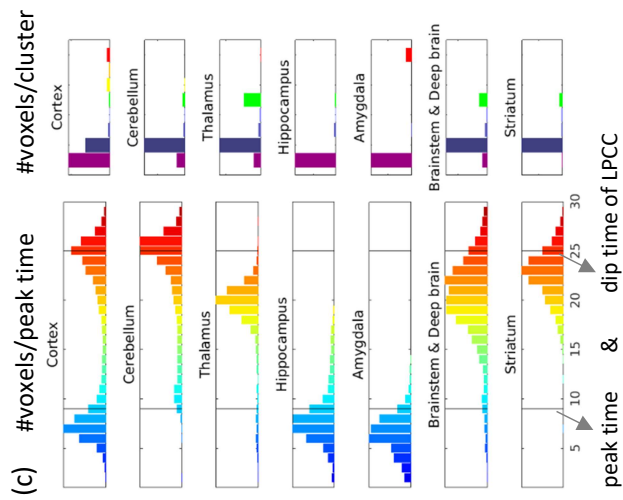 (c) #voxels/peak time #voxels/cluster
Cortex Cortex
Cerebellum Cerebellum
Thalamus Thalamus
Hippocampus Hippocampus
Amygdala Amygdala
Brainstem & Deep brain Brainstem & Deep brain
Striatum Striatum
5 10 15 20 25 30
peak time & dip time of LPCC